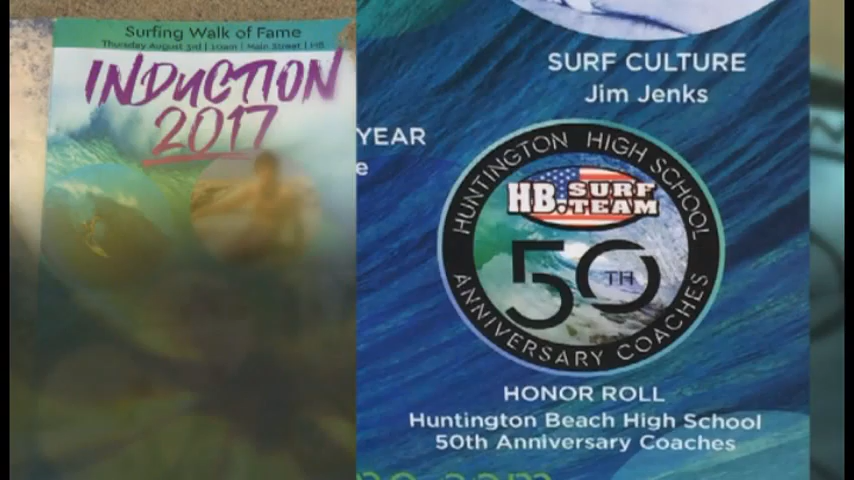 Surfing Walk of Fame
Thursday August 3rd | 10am | Main Street | HB
INDUCTION
2017
SURF CULTURE
Jim Jenks
YEAR
e
HUNTINGTON HIGH SCHOOL
HB. SURF
TEAM
50TH
ANNIVERSARY COACHES
HONOR ROLL
Huntington Beach High School
50th Anniversary Coaches